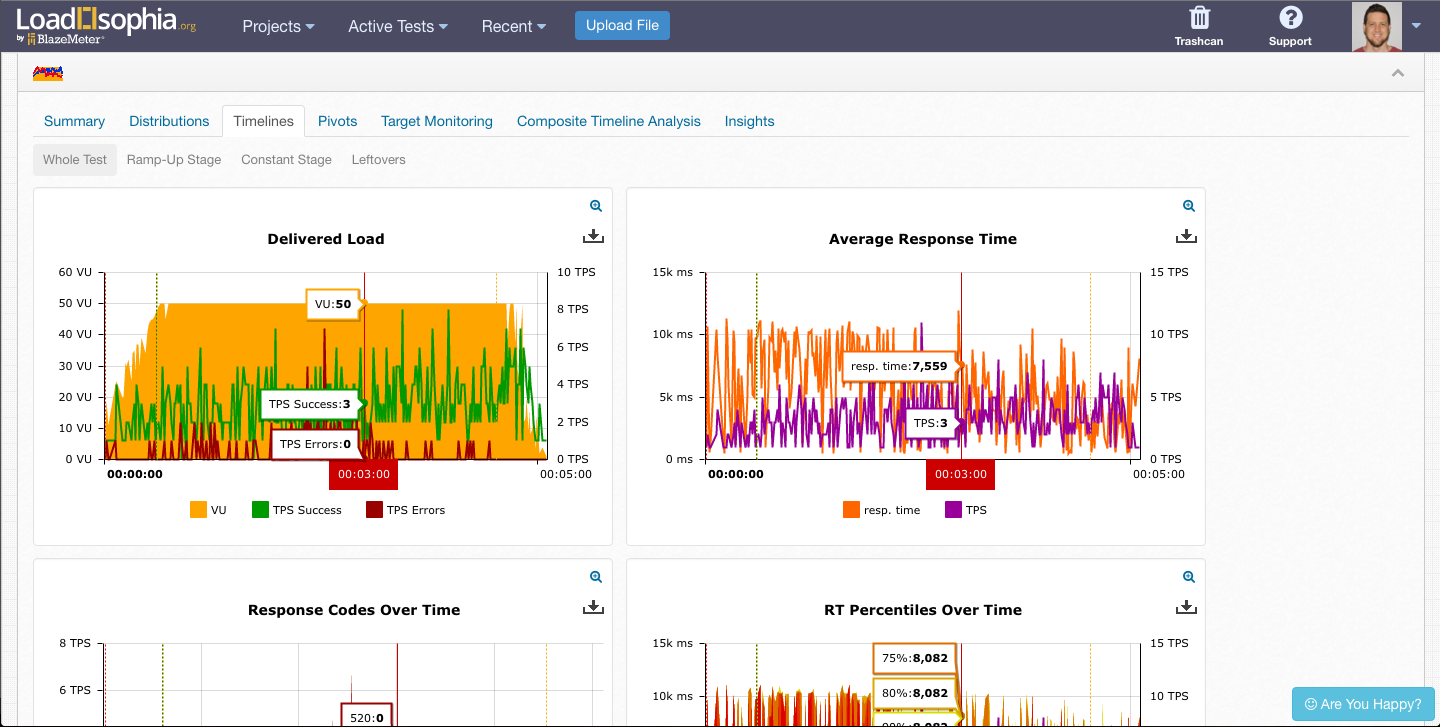 Load sophia.org
by BlazeMeter
Projects Active Tests Recent Upload File
Trashcan Support
Summary Distributions Timelines Pivots Target Monitoring Composite Timeline Analysis Insights
Whole Test Ramp-Up Stage Constant Stage Leftovers
Delivered Load
60 VU 10 TPS
50 VU 8 TPS
40 VU 6 TPS
30 VU 4 TPS
20 VU 2 TPS
10 VU 0 TPS
0 VU
VU:50
TPS Success:3
TPS Errors:0
00:00:00 00:03:00 00:05:00
VU TPS Success TPS Errors
Average Response Time
15k ms 15 TPS
10k ms 10 TPS
5k ms 5 TPS
0 ms 0 TPS
resp. time:7,559
TPS:3
00:00:00 00:03:00 00:05:00
resp. time TPS
Response Codes Over Time
8 TPS
6 TPS
520:0
RT Percentiles Over Time
15k ms 15 TPS
10k ms 10 TPS
75%:8,082
80%:8,082
Are You Happy?